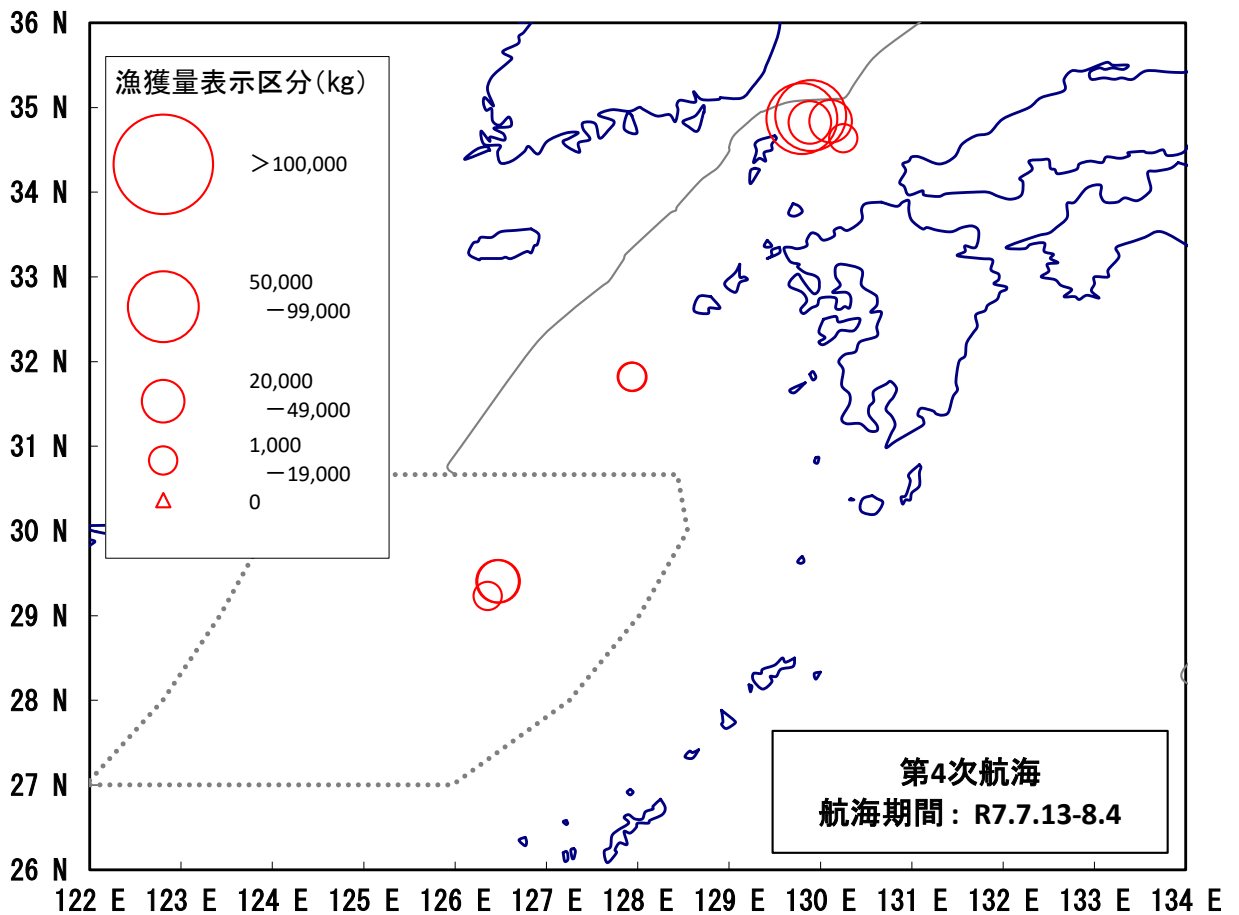 36 N
35 N
34 N
33 N
32 N
31 N
30 N
29 N
28 N
27 N
26 N
漁獲量表示区分(kg)
＞100,000
50,000
－99,000
20,000
－49,000
1,000
－19,000
0
第4次航海
航海期間： R7.7.13-8.4
122 E 123 E 124 E 125 E 126 E 127 E 128 E 129 E 130 E 131 E 132 E 133 E 134 E